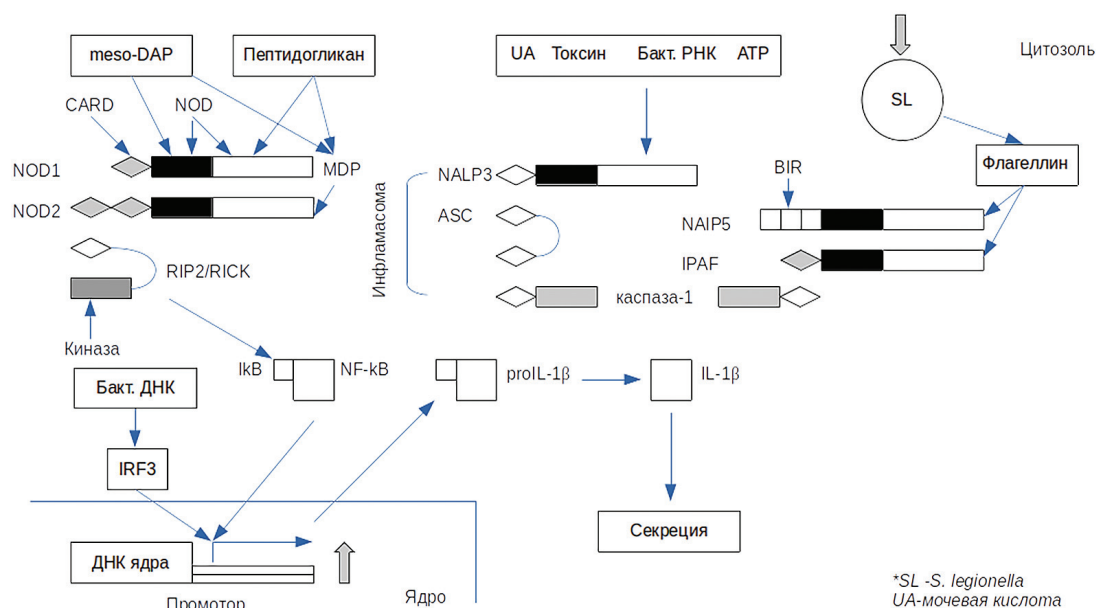 meso-DAP
Пептидогликан
UA Токсин Бакт. РНК АТР
Цитозоль
SL
CARD
NOD
NOD1
MDP
NOD2
NALP3
ASC
Инфламасома
BIR
Флагеллин
NAIP5
IPAF
RIP2/RICK
каспаза-1
Киназа
IkB
NF-kB
proIL-1β
IL-1β
Бакт. ДНК
IRF3
Секреция
ДНК ядра
Промотор
Ядро
*SL -S. legionella
UA-мочевая кислота